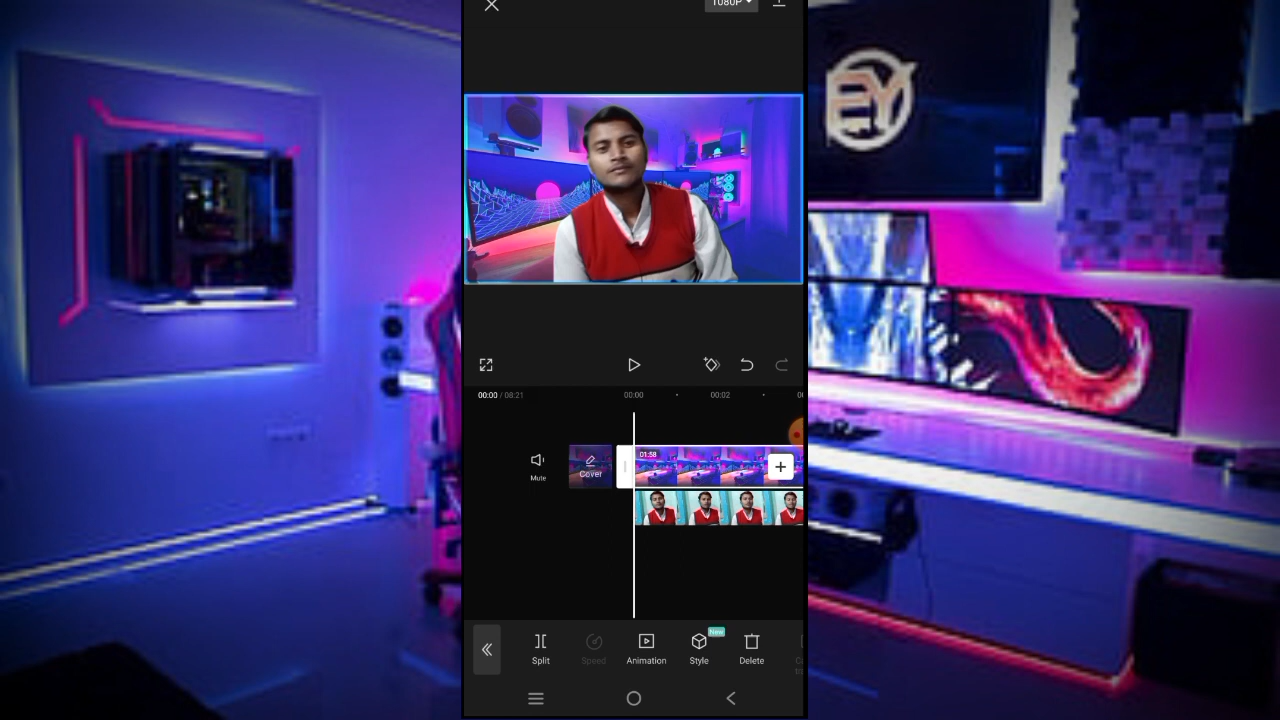 1080P
EY
00:00 / 08:21
00:00
00:02
01:58
Mute
Cover
New
Split
Speed
Animation
Style
Delete